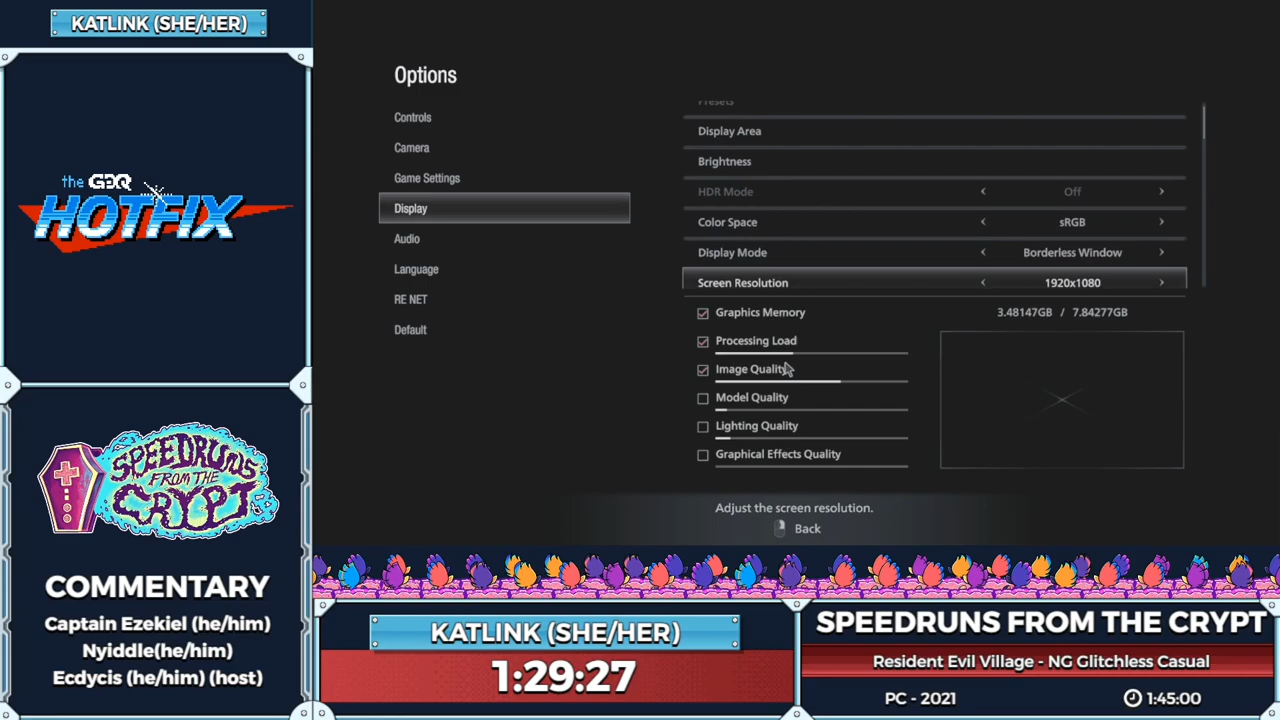 KATLINK (SHE/HER)
the GDQ
HOTFIX
SPEEDRUNS
FROM THE
CRYPT
COMMENTARY
Captain Ezekiel (he/him)
Nyiddle(he/him)
Ecdycis (he/him) (host)
Options
Controls
Camera
Game Settings
Display
Audio
Language
RE NET
Default
Presets
Display Area
Brightness
HDR Mode < Off >
Color Space < sRGB >
Display Mode < Borderless Window >
Screen Resolution < 1920x1080 >
Graphics Memory 3.48147GB / 7.84277GB
Processing Load
Image Quality
Model Quality
Lighting Quality
Graphical Effects Quality
Adjust the screen resolution.
Back
KATLINK (SHE/HER)
1:29:27
SPEEDRUNS FROM THE CRYPT
Resident Evil Village - NG Glitchless Casual
PC - 2021 1:45:00